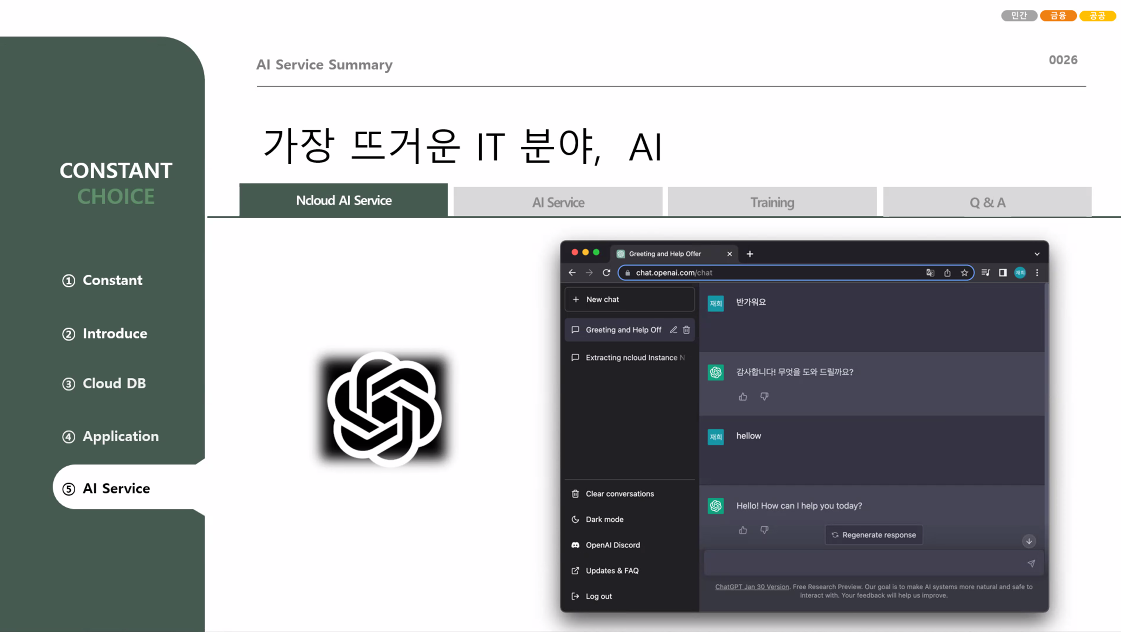 민간 금융 공공
AI Service Summary
0026
CONSTANT
CHOICE
① Constant
② Introduce
③ Cloud DB
④ Application
⑤ AI Service
가장 뜨거운 IT 분야, AI
Ncloud AI Service
AI Service
Training
Q & A
Greeting and Help Offer
chat.openai.com/chat
재희
New chat
Greeting and Help Off
Extracting ncloud Instance N
Clear conversations
Dark mode
OpenAI Discord
Updates & FAQ
Log out
재희 반가워요
감사합니다! 무엇을 도와 드릴까요?
재희 hellow
Hello! How can I help you today?
Regenerate response
ChatGPT Jan 30 Version. Free Research Preview. Our goal is to make AI systems more natural and safe to
interact with. Your feedback will help us improve.